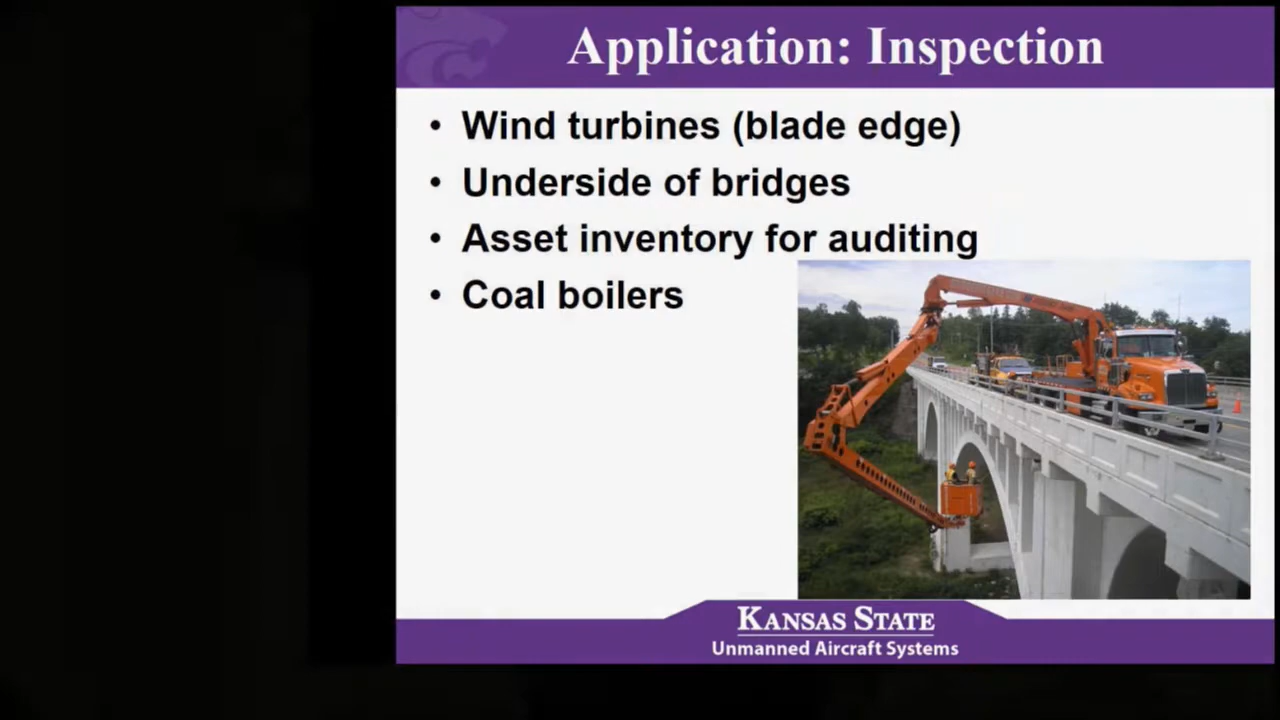 Application: Inspection
• Wind turbines (blade edge)
• Underside of bridges
• Asset inventory for auditing
• Coal boilers
KANSAS STATE
Unmanned Aircraft Systems